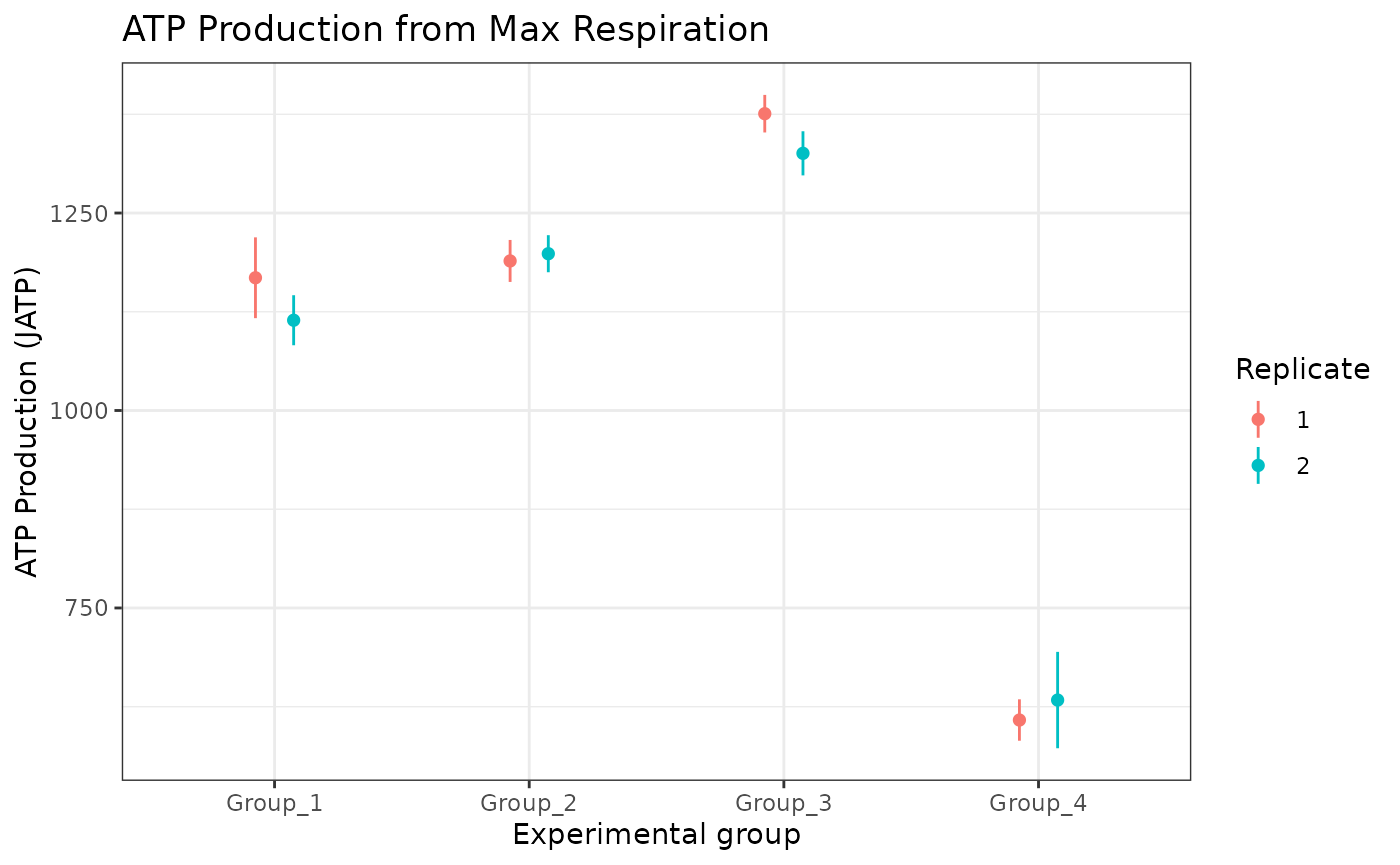 ATP Production from Max Respiration
ATP Production (JATP)
1250
1000
750
Group_1
Group_2
Group_3
Group_4
Experimental group
Replicate
1
2